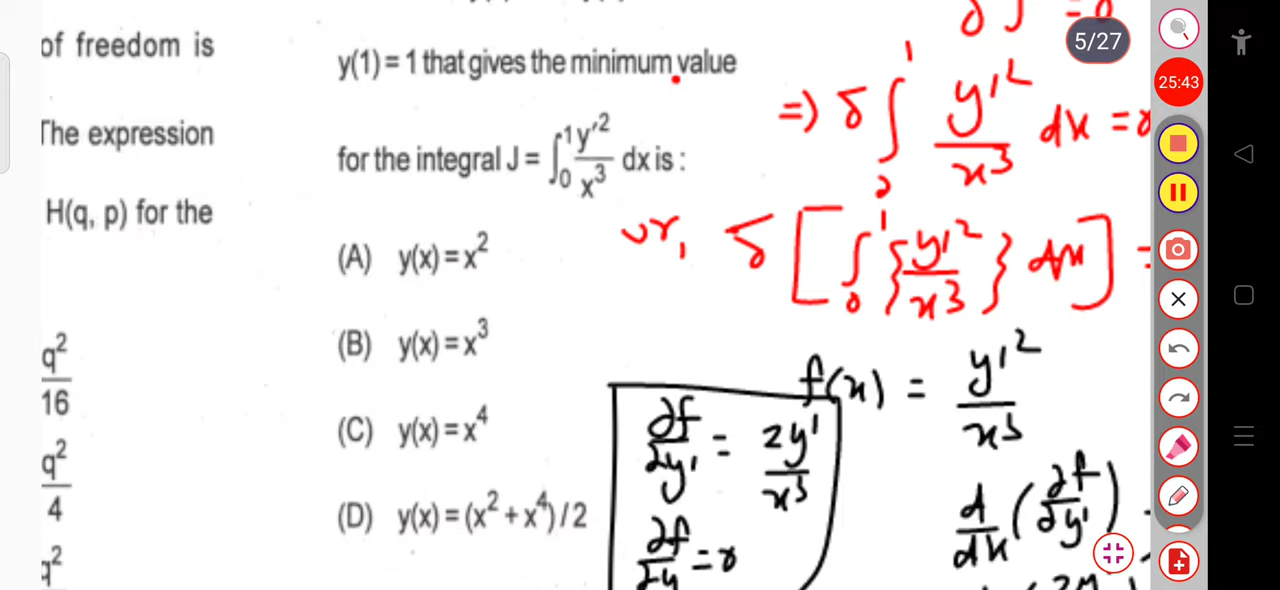 of freedom is
The expression
H(q, p) for the
q²
16
q²
4
q²
y(1) = 1 that gives the minimum value
for the integral J = ∫₀¹ y'²/x³ dx is :
(A) y(x) = x²
(B) y(x) = x³
(C) y(x) = x⁴
(D) y(x) = (x² + x⁴) / 2
=> δ ∫ y'²/x³ dx =
or, δ [ ∫₀¹ { y'²/x³ } dx ] =
f(x) = y'²/x³
∂f/∂y' = 2y'/x³
∂f/∂y = 0
d/dx (∂f/∂y')
5/27
25:43